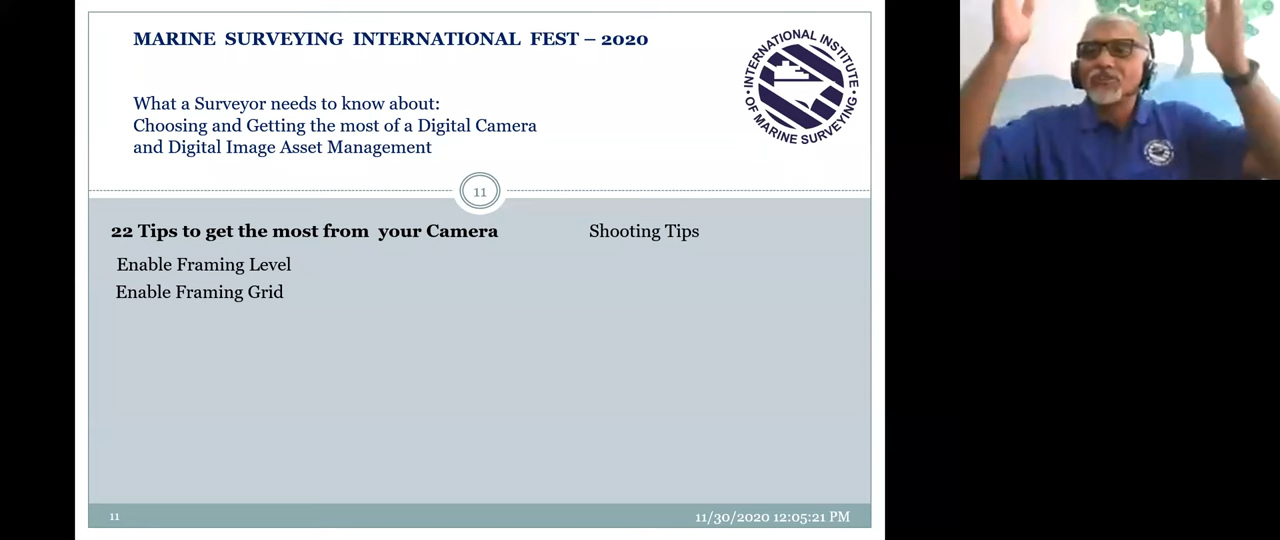 MARINE SURVEYING INTERNATIONAL FEST – 2020
INTERNATIONAL INSTITUTE
• OF MARINE SURVEYING •
What a Surveyor needs to know about:
Choosing and Getting the most of a Digital Camera
and Digital Image Asset Management
11
22 Tips to get the most from your Camera
Shooting Tips
Enable Framing Level
Enable Framing Grid
11
11/30/2020 12:05:21 PM